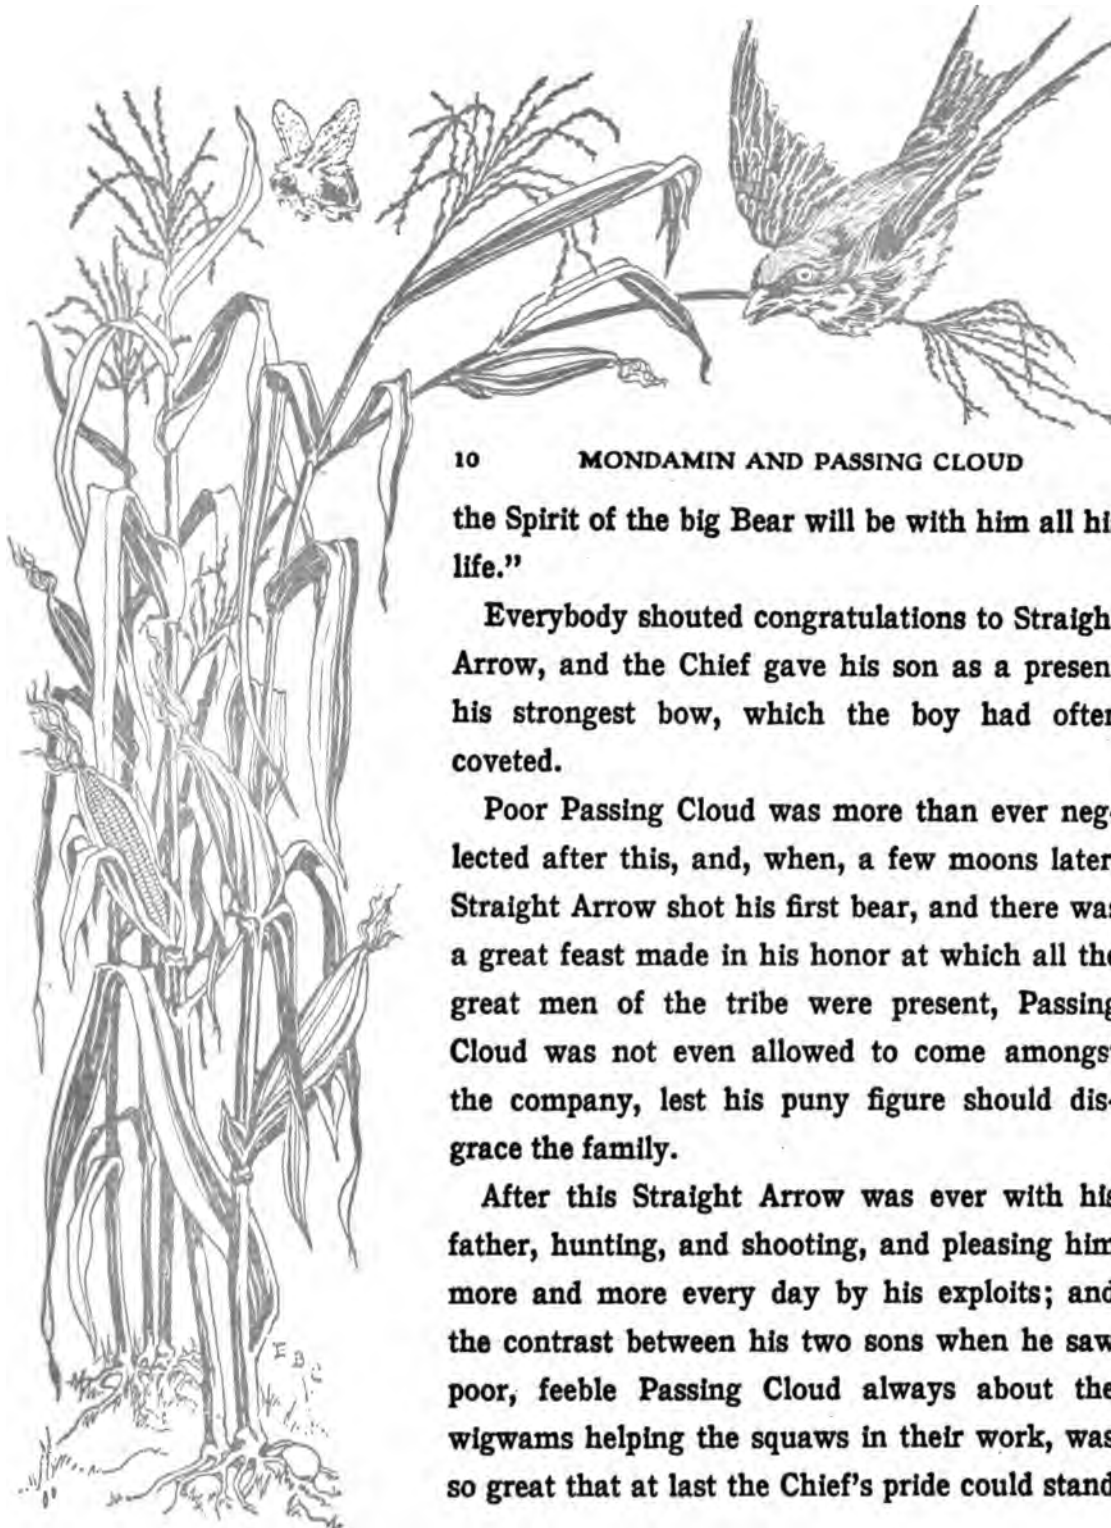 10 MONDAMIN AND PASSING CLOUD
the Spirit of the big Bear will be with him all hi
life.”
Everybody shouted congratulations to Straigh
Arrow, and the Chief gave his son as a presen
his strongest bow, which the boy had often
coveted.
Poor Passing Cloud was more than ever neg-
lected after this, and, when, a few moons later
Straight Arrow shot his first bear, and there was
a great feast made in his honor at which all the
great men of the tribe were present, Passing
Cloud was not even allowed to come amongs
the company, lest his puny figure should dis-
grace the family.
After this Straight Arrow was ever with his
father, hunting, and shooting, and pleasing him
more and more every day by his exploits; and
the contrast between his two sons when he saw
poor, feeble Passing Cloud always about the
wigwams helping the squaws in their work, was
so great that at last the Chief's pride could stand
E B